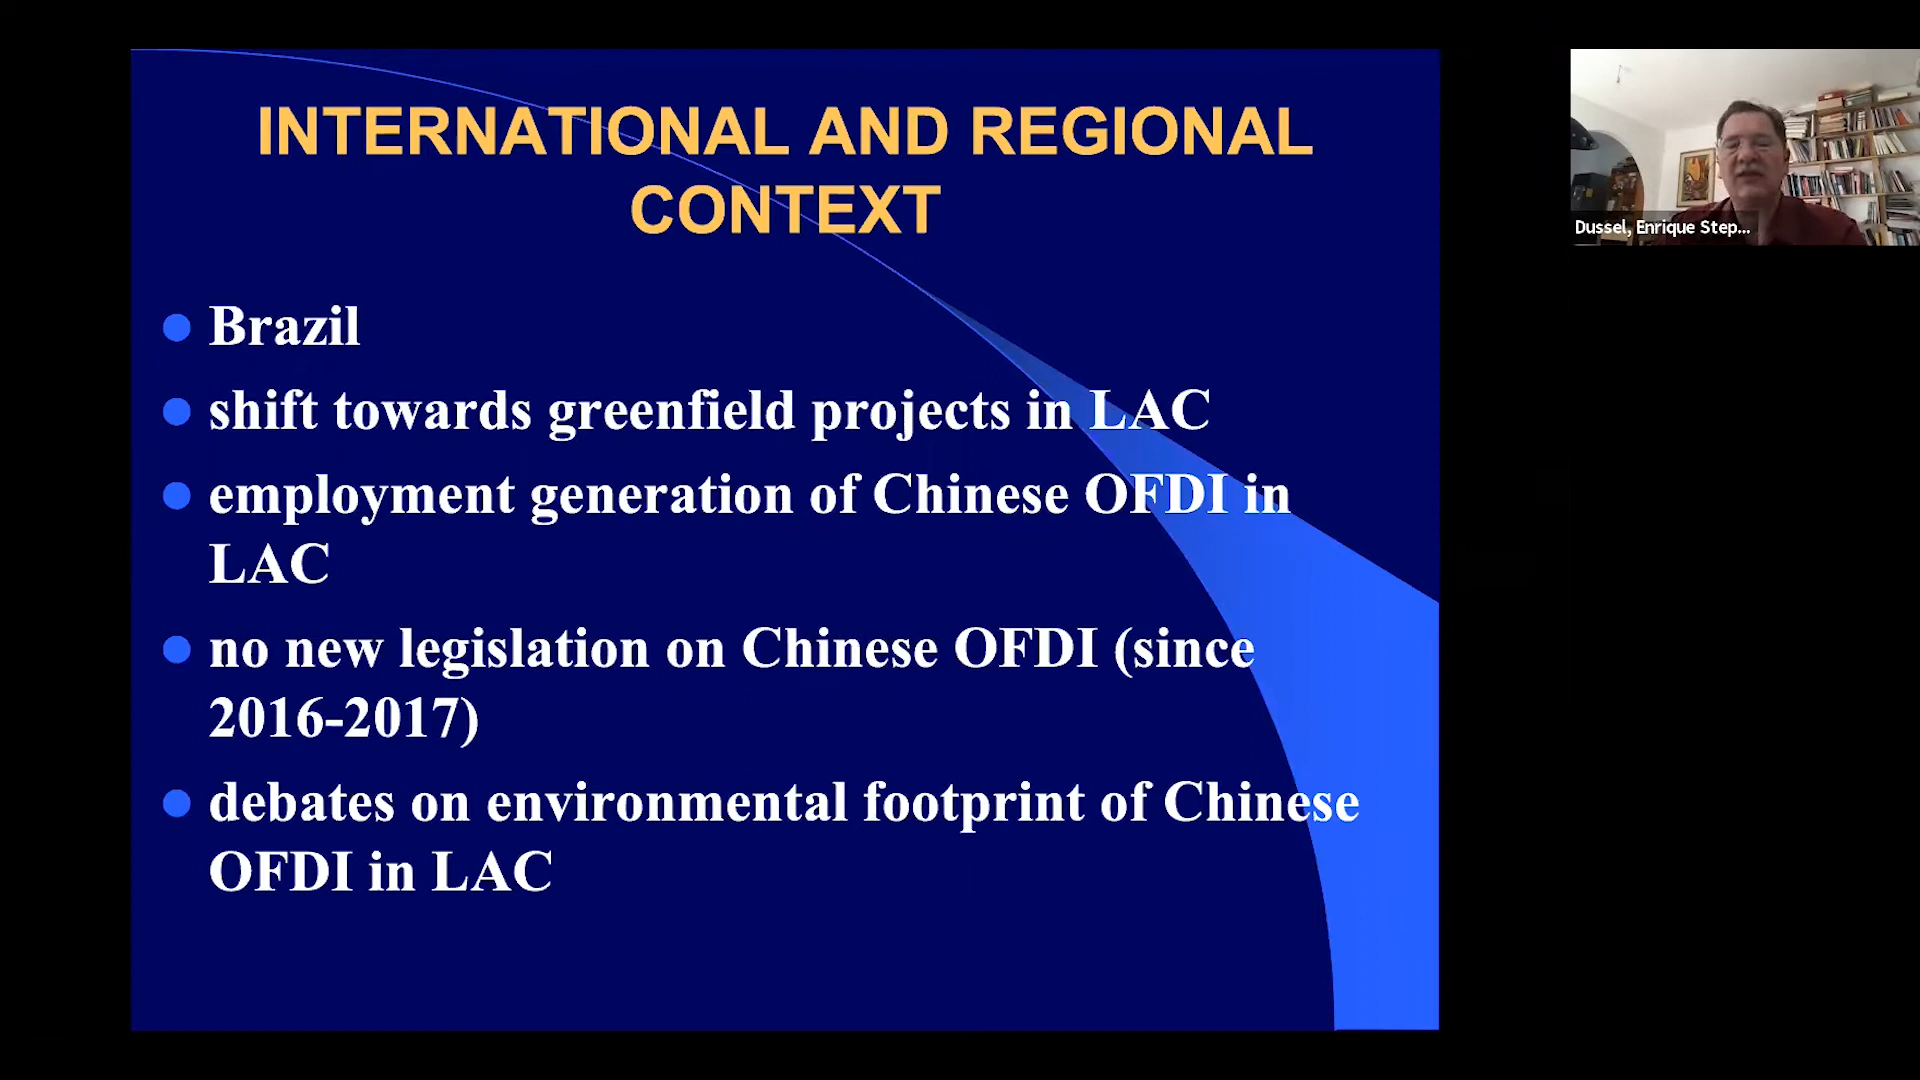 INTERNATIONAL AND REGIONAL
CONTEXT
Brazil
shift towards greenfield projects in LAC
employment generation of Chinese OFDI in
LAC
no new legislation on Chinese OFDI (since
2016-2017)
debates on environmental footprint of Chinese
OFDI in LAC
Dussel, Enrique Step...